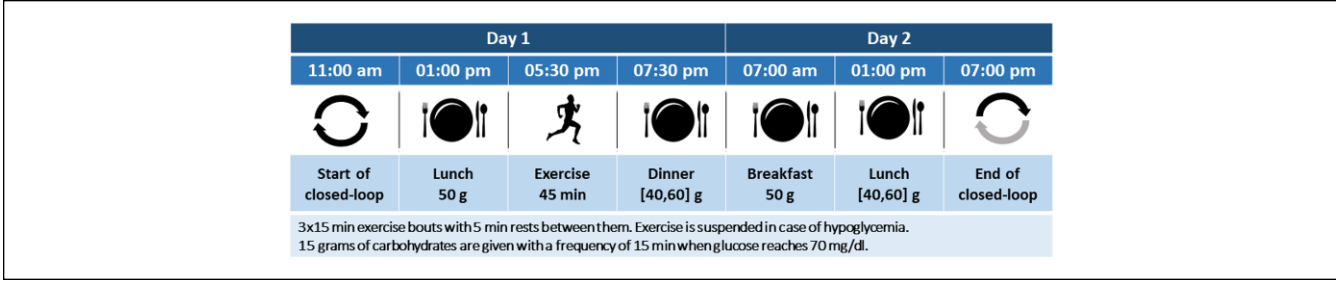 Day 1 Day 2
11:00 am 01:00 pm 05:30 pm 07:30 pm 07:00 am 01:00 pm 07:00 pm
Start of closed-loop
Lunch 50 g
Exercise 45 min
Dinner [40,60] g
Breakfast 50 g
Lunch [40,60] g
End of closed-loop
3x15 min exercise bouts with 5 min rests between them. Exercise is suspended in case of hypoglycemia.
15 grams of carbohydrates are given with a frequency of 15 min when glucose reaches 70 mg/dl.